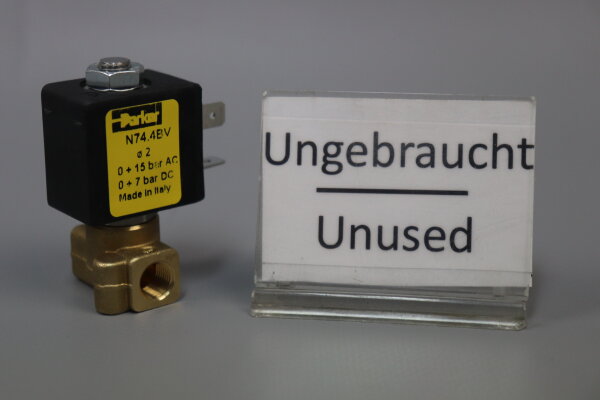 Parker
N74.4BV
ø 2
0 ÷ 15 bar AC
0 ÷ 7 bar DC
Made in Italy
Ungebraucht
Unused